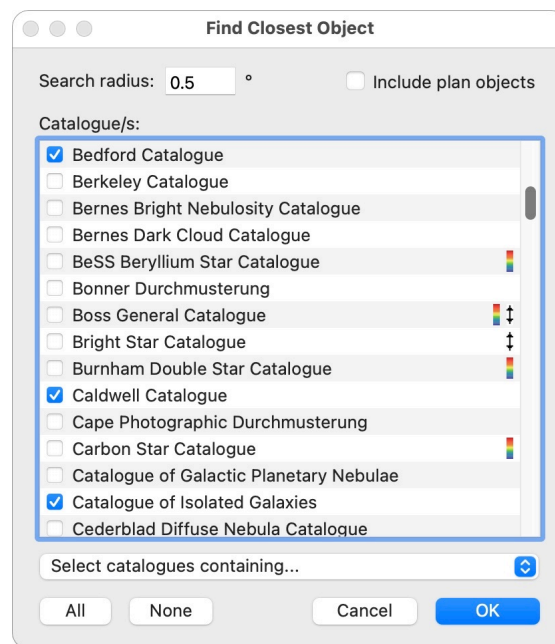 Find Closest Object
Search radius: 0.5 ° Include plan objects
Catalogue/s:
Bedford Catalogue
Berkeley Catalogue
Bernes Bright Nebulosity Catalogue
Bernes Dark Cloud Catalogue
BeSS Beryllium Star Catalogue
Bonner Durchmusterung
Boss General Catalogue
Bright Star Catalogue
Burnham Double Star Catalogue
Caldwell Catalogue
Cape Photographic Durchmusterung
Carbon Star Catalogue
Catalogue of Galactic Planetary Nebulae
Catalogue of Isolated Galaxies
Cederblad Diffuse Nebula Catalogue
Select catalogues containing...
All None Cancel OK